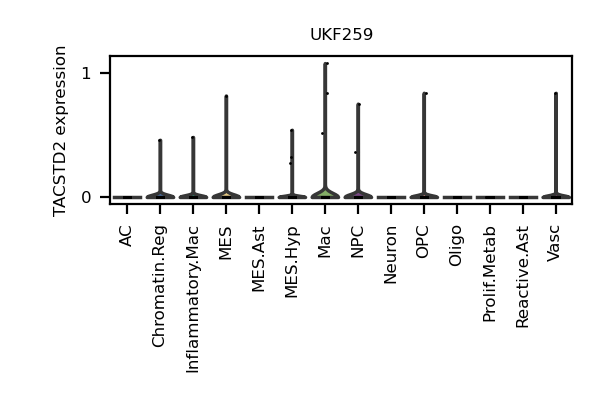 UKF259
TACSTD2 expression
1
0
AC
Chromatin.Reg
Inflammatory.Mac
MES
MES.Ast
MES.Hyp
Mac
NPC
Neuron
OPC
Oligo
Prolif.Metab
Reactive.Ast
Vasc